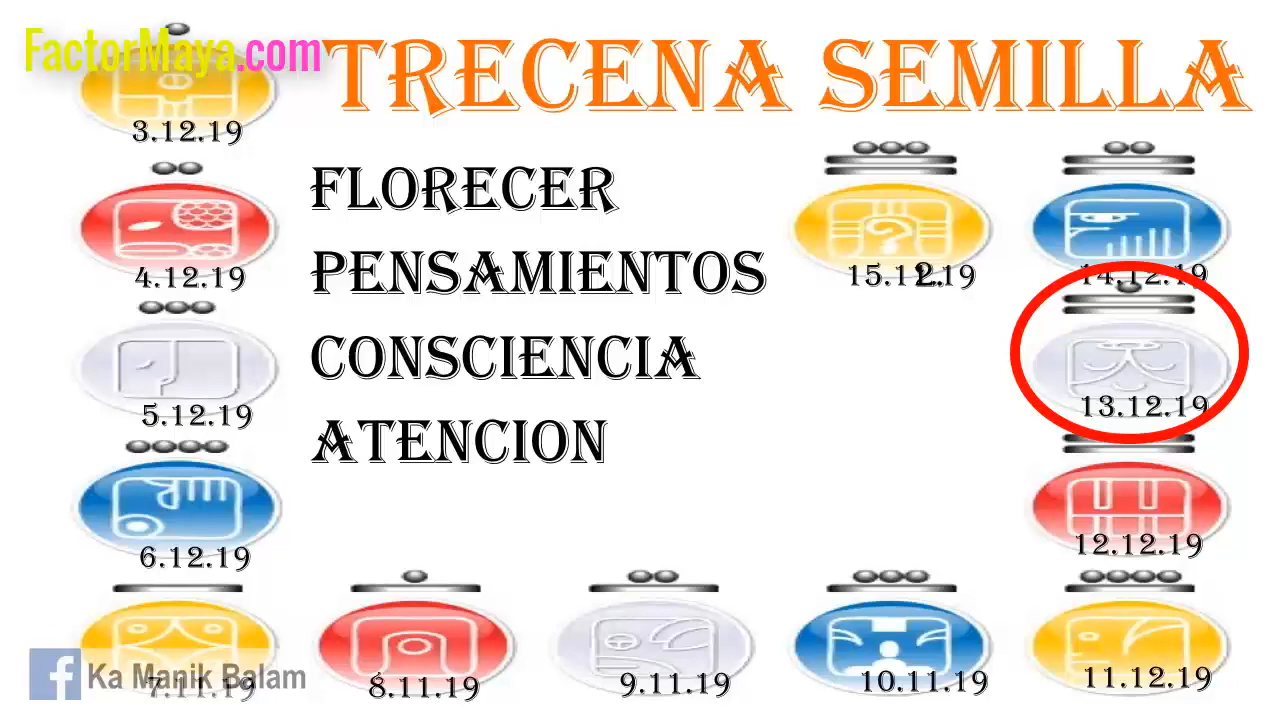 FactorMaya.com
TRECENA SEMILLA
3.12.19
FLORECER
4.12.19
PENSAMIENTOS
15.12.19
14.12.19
CONSCIENCIA
5.12.19
13.12.19
ATENCION
6.12.19
12.12.19
Ka Manik Balam
7.11.19
8.11.19
9.11.19
10.11.19
11.12.19